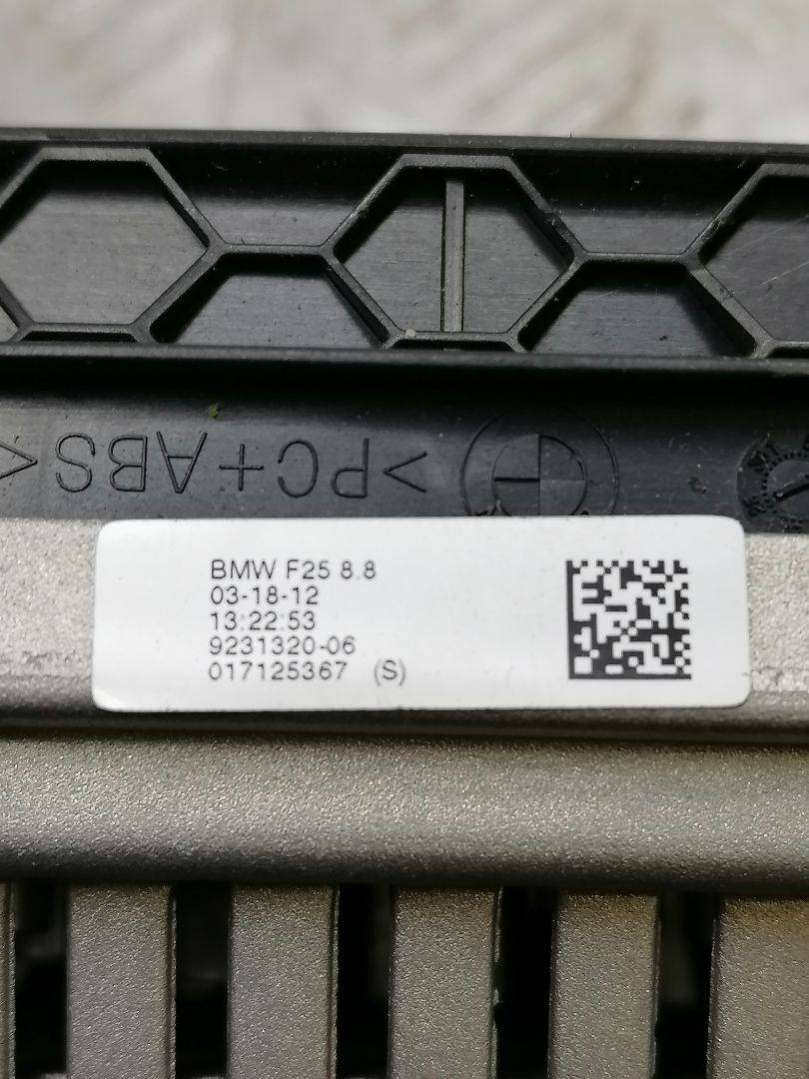 >PC+ABS<
BMW F25 8.8
03-18-12
13:22:53
9231320-06
017125367 (S)